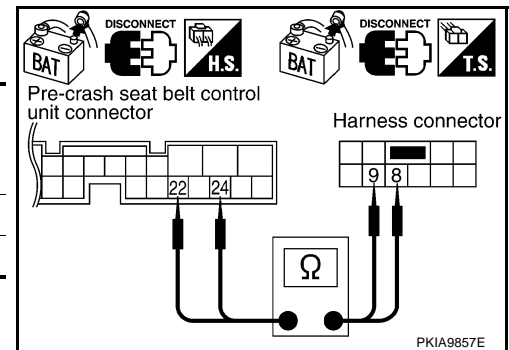 DISCONNECT
BAT
H.S.
DISCONNECT
BAT
T.S.
Pre-crash seat belt control
unit connector
Harness connector
22 24
9 8
Ω
PKIA9857E